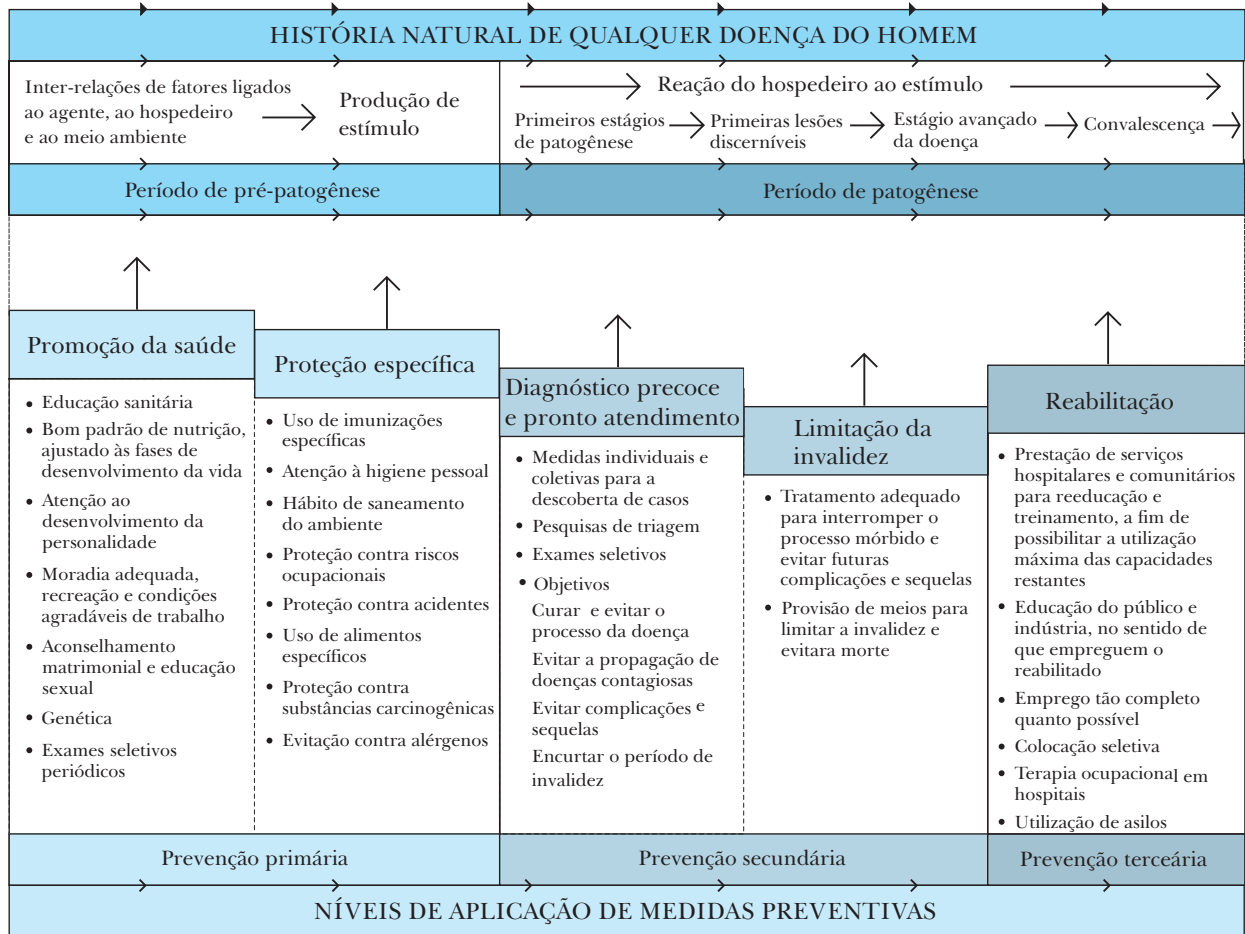 HISTÓRIA NATURAL DE QUALQUER DOENÇA DO HOMEM
Inter-relações de fatores ligados
ao agente, ao hospedeiro
e ao meio ambiente
Produção de
estímulo
Reação do hospedeiro ao estímulo
Primeiros estágios
de patogênese
Primeiras lesões
discerníveis
Estágio avançado
da doença
Convalescença
Período de pré-patogênese
Período de patogênese
Promoção da saúde
• Educação sanitária
• Bom padrão de nutrição,
ajustado às fases de
desenvolvimento da vida
• Atenção ao
desenvolvimento da
personalidade
• Moradia adequada,
recreação e condições
agradáveis de trabalho
• Aconselhamento
matrimonial e educação
sexual
• Genética
• Exames seletivos
periódicos
Proteção específica
• Uso de imunizações
específicas
• Atenção à higiene pessoal
• Hábito de saneamento
do ambiente
• Proteção contra riscos
ocupacionais
• Proteção contra acidentes
• Uso de alimentos
específicos
• Proteção contra
substâncias carcinogênicas
• Evitação contra alérgenos
Diagnóstico precoce
e pronto atendimento
• Medidas individuais e
coletivas para a
descoberta de casos
• Pesquisas de triagem
• Exames seletivos
• Objetivos
Curar e evitar o
processo da doença
Evitar a propagação de
doenças contagiosas
Evitar complicações e
sequelas
Encurtar o período de
invalidez
Limitação da
invalidez
• Tratamento adequado
para interromper o
processo mórbido e
evitar futuras
complicações e sequelas
• Provisão de meios para
limitar a invalidez e
evitara morte
Reabilitação
• Prestação de serviços
hospitalares e comunitários
para reeducação e
treinamento, a fim de
possibilitar a utilização
máxima das capacidades
restantes
• Educação do público e
indústria, no sentido de
que empreguem o
reabilitado
• Emprego tão completo
quanto possível
• Colocação seletiva
• Terapia ocupacional em
hospitais
• Utilização de asilos
Prevenção primária
Prevenção secundária
Prevenção terceária
NÍVEIS DE APLICAÇÃO DE MEDIDAS PREVENTIVAS